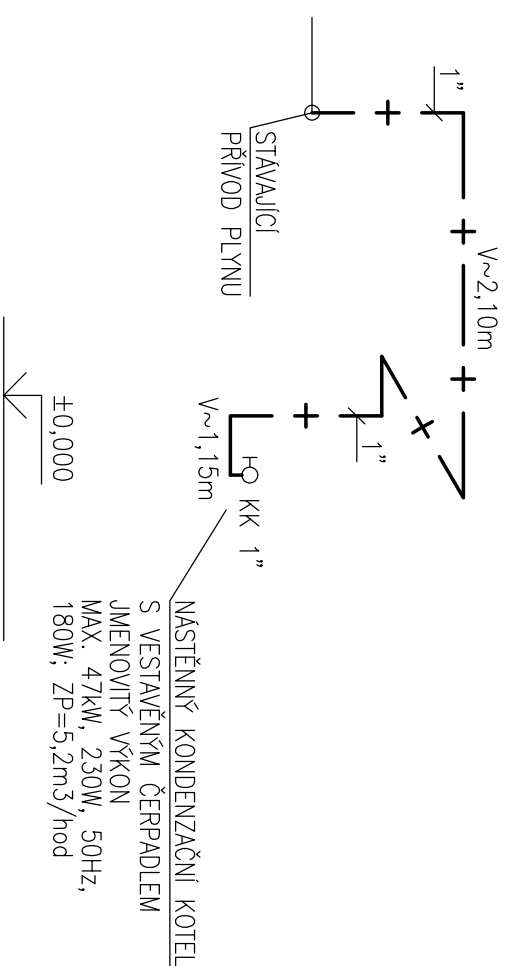 1"
V~2,10m
STÁVAJÍCÍ
PŘÍVOD PLYNU
1"
V~1,15m
KK 1"
±0,000
NÁSTĚNNÝ KONDENZAČNÍ KOTEL
S VESTAVĚNÝM ČERPADLEM
JMENOVITÝ VÝKON
MAX. 47kW, 230W, 50Hz,
180W; ZP=5,2m3/hod